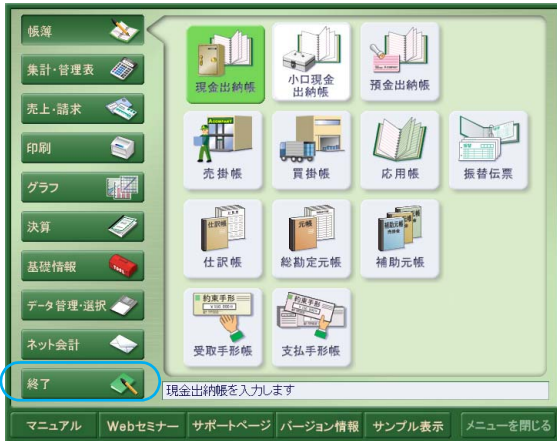 帳簿
集計・管理表
売上・請求
印刷
グラフ
決算
基礎情報
データ管理・選択
ネット会計
終了
現金出納帳
小口現金
出納帳
預金出納帳
売掛帳
買掛帳
応用帳
振替伝票
仕訳帳
総勘定元帳
補助元帳
受取手形帳
支払手形帳
現金出納帳を入力します
マニュアル
Webセミナー
サポートページ
バージョン情報
サンプル表示
メニューを閉じる